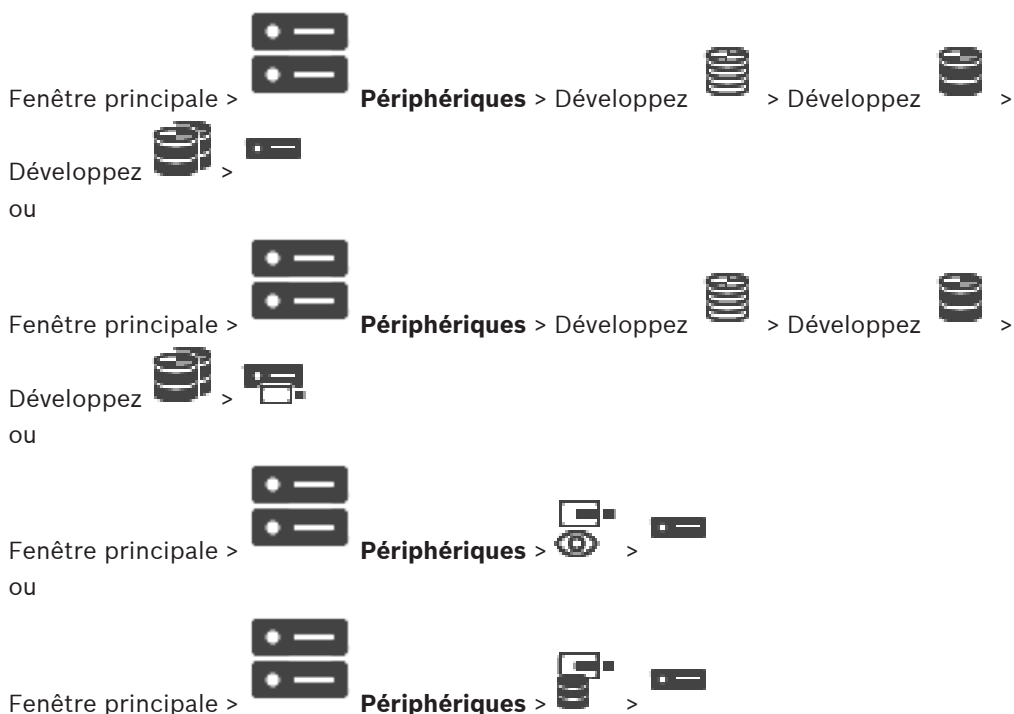 Fenêtre principale > Périphériques > Développez > Développez >
Développez >
ou
Fenêtre principale > Périphériques > Développez > Développez >
Développez >
ou
Fenêtre principale > Périphériques > >
ou
Fenêtre principale > Périphériques > >